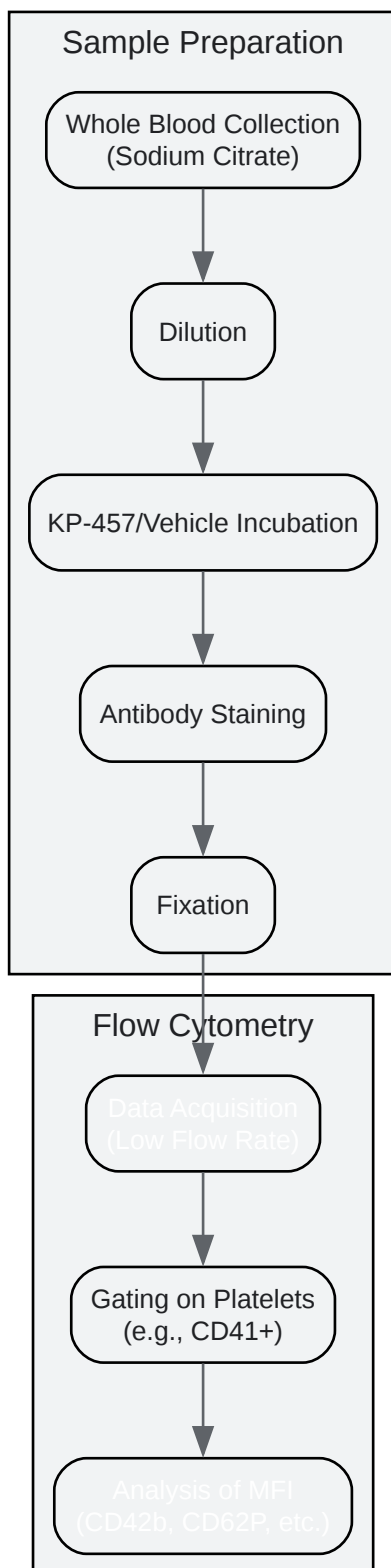 Sample Preparation
Whole Blood Collection
(Sodium Citrate)
Dilution
KP-457/Vehicle Incubation
Antibody Staining
Fixation
Flow Cytometry
Data Acquisition
(Low Flow Rate)
Gating on Platelets
(e.g., CD41+)
Analysis of MFI
(CD42b, CD62P, etc.)